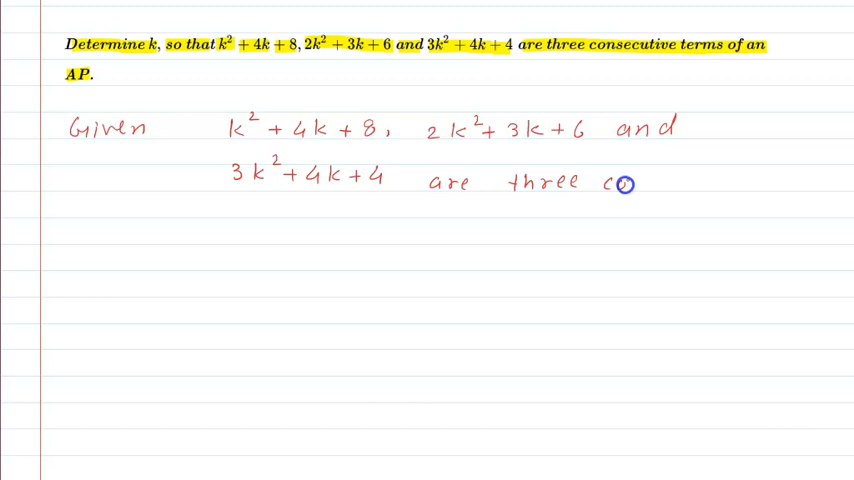 Determine k, so that k² + 4k + 8, 2k² + 3k + 6 and 3k² + 4k + 4 are three consecutive terms of an
AP.
Given k² + 4k + 8, 2k² + 3k + 6 and
3k² + 4k + 4 are three co